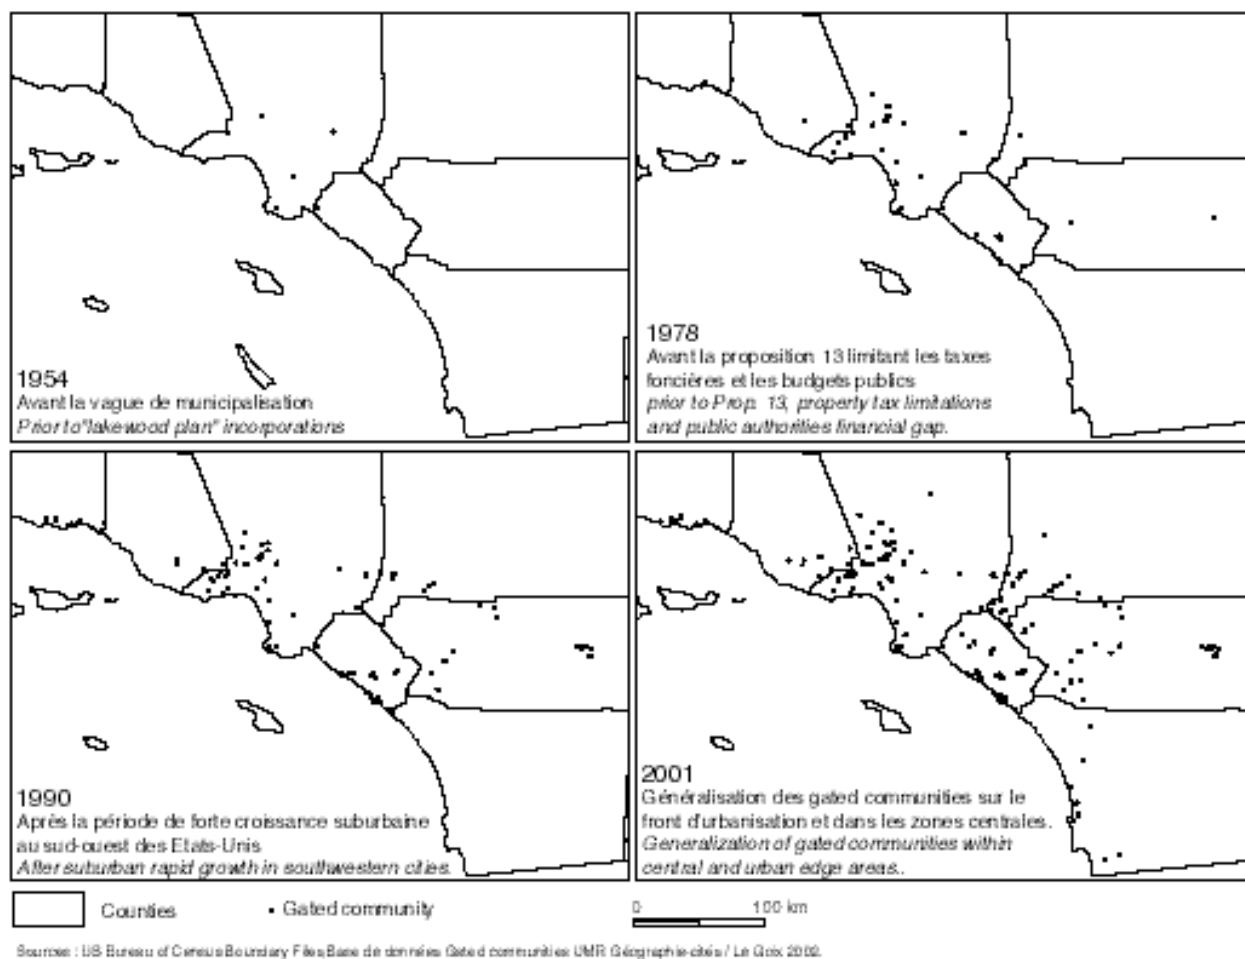 1954
Avant la vague de municipalisation
Prior to "lakewood plan" incorporations
1978
Avant la proposition 13 limitant les taxes
foncières et les budgets publics
prior to Prop. 13, property tax limitations
and public authorities financial gap.
1990
Après la période de forte croissance suburbaine
au sud-ouest des Etats-Unis
After suburban rapid growth in southwestern cities.
2001
Généralisation des gated communities sur le
front d'urbanisation et dans les zones centrales.
Generalization of gated communities within
central and urban edge areas..
Counties
Gated community
0 100 km
Sources : US Bureau of Census Boundary Files,Base de données Gated communities UMR Géographie-cités / Le Goix 2002.